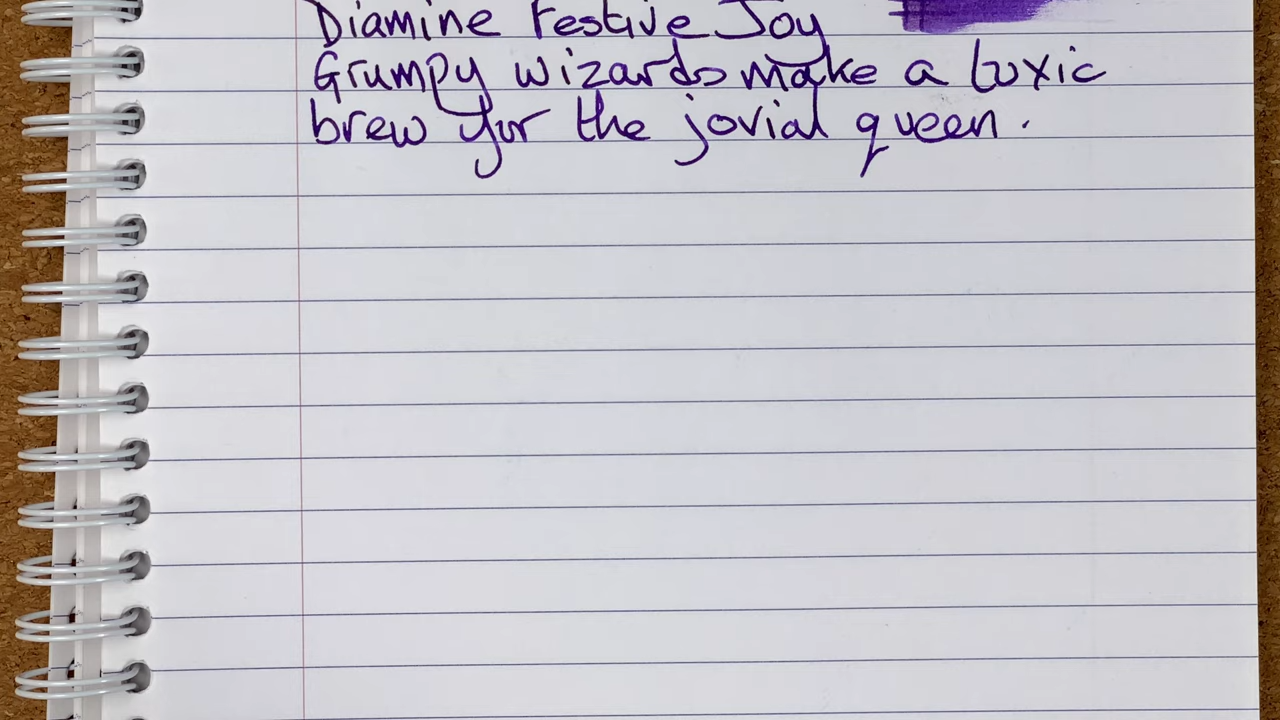 Diamine Festive Joy
Grumpy wizards make a toxic
brew for the jovial queen.